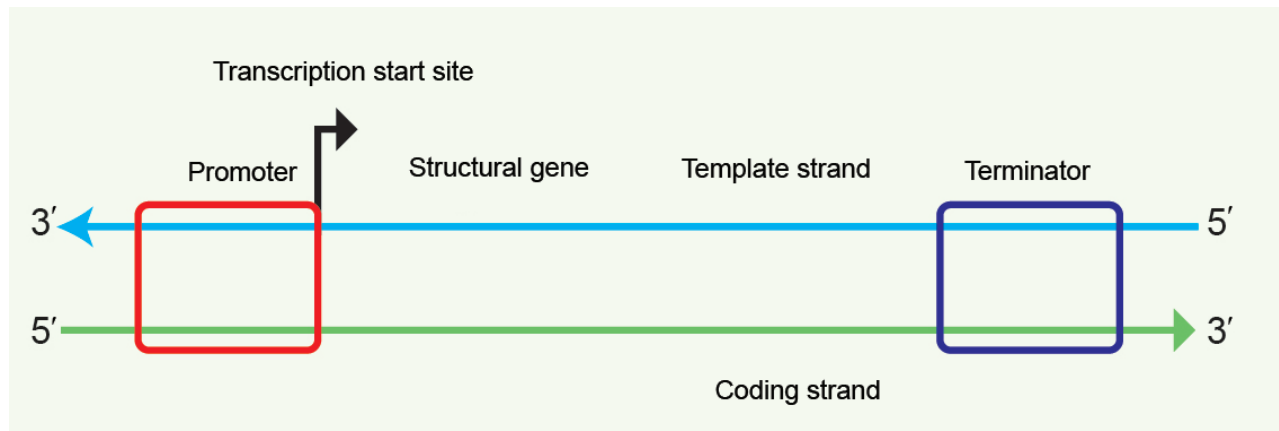 Transcription start site
Promoter
Structural gene
Template strand
Terminator
3′
5′
5′
3′
Coding strand